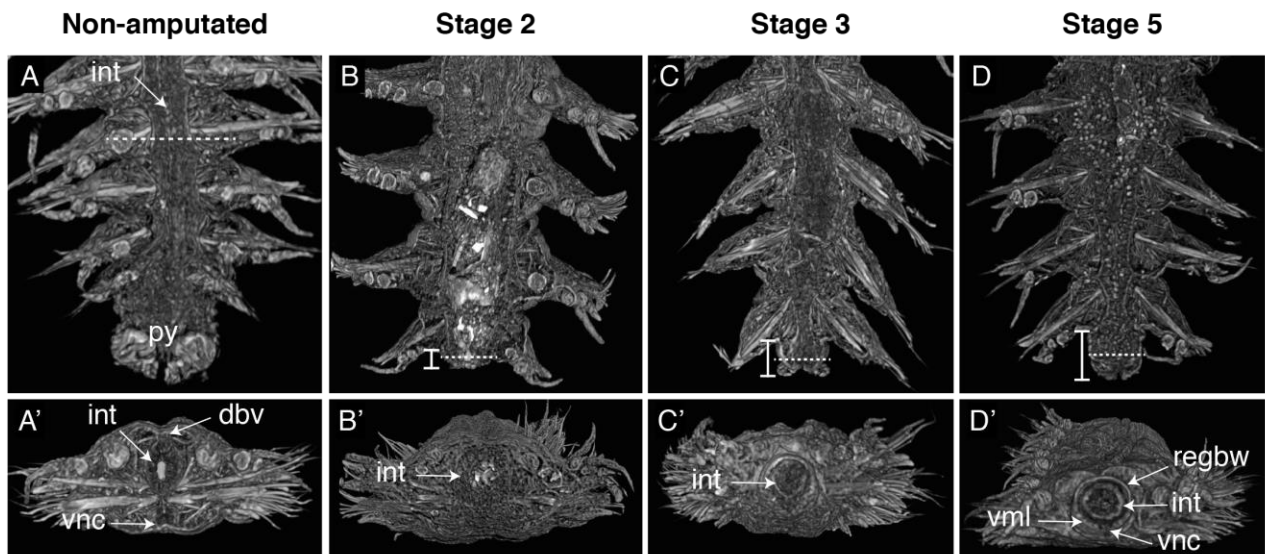 Non-amputated Stage 2 Stage 3 Stage 5
A int B C D
py
A' int dbv B' C' D'
int int regbw
int
vnc vml vnc